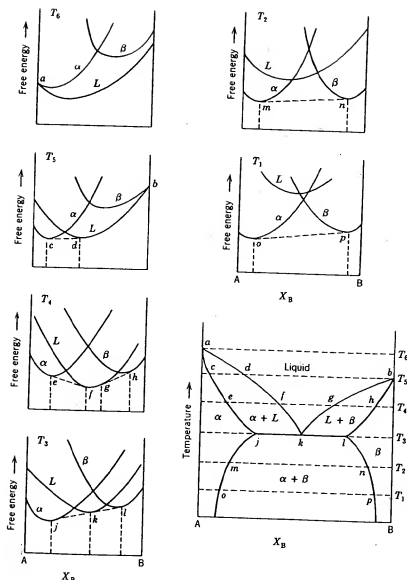 T6
Free energy →
a
α
β
L
T2
Free energy →
L
α
β
m
n
T5
Free energy →
α
β
b
L
c
d
T1
Free energy →
L
α
β
o
p
A
B
XB
T4
Free energy →
L
α
β
e
f
g
h
T3
Free energy →
L
α
β
j
k
l
A
B
XB
Temperature →
a
T6
Liquid
c
d
b
T5
e
f
g
h
T4
α
α + L
L + β
j
k
l
T3
β
m
n
T2
α + β
o
p
T1
A
B
XB